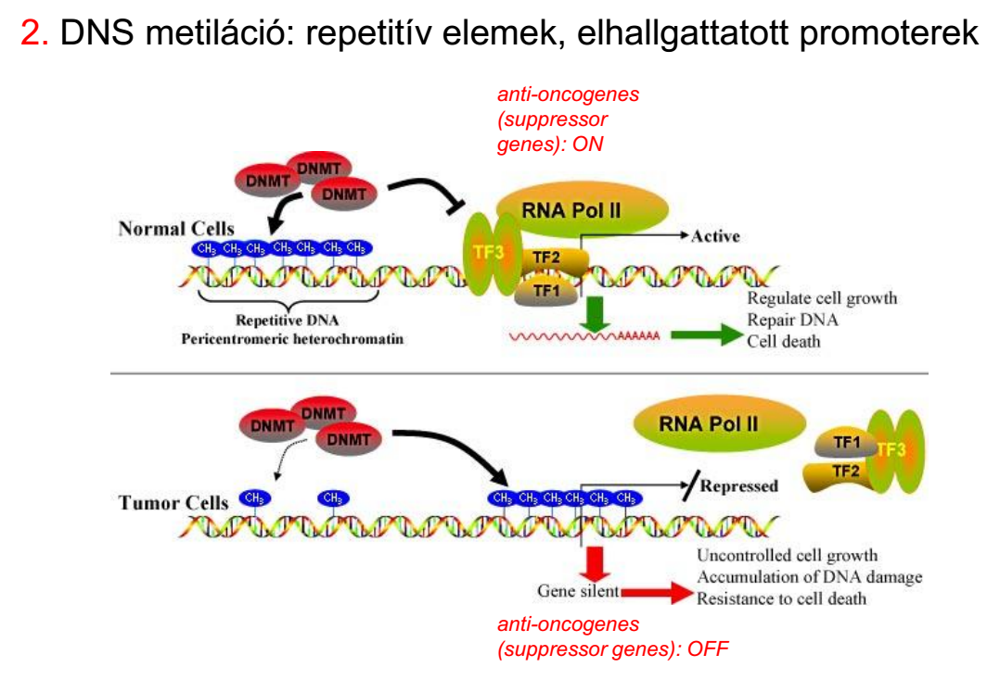 2. DNS metiláció: repetitív elemek, elhallgattatott promoterek
anti-oncogenes
(suppressor
genes): ON
DNMT
DNMT
DNMT
RNA Pol II
Normal Cells
Active
CH3 CH3 CH3 CH3 CH3 CH3 CH3
TF3
TF2
TF1
Repetitive DNA
Pericentromeric heterochromatin
AAAAAA
Regulate cell growth
Repair DNA
Cell death
DNMT
DNMT
DNMT
RNA Pol II
TF1
TF3
TF2
Tumor Cells
CH3
CH3
CH3 CH3 CH3 CH3 CH3 CH3
Repressed
Gene silent
Uncontrolled cell growth
Accumulation of DNA damage
Resistance to cell death
anti-oncogenes
(suppressor genes): OFF